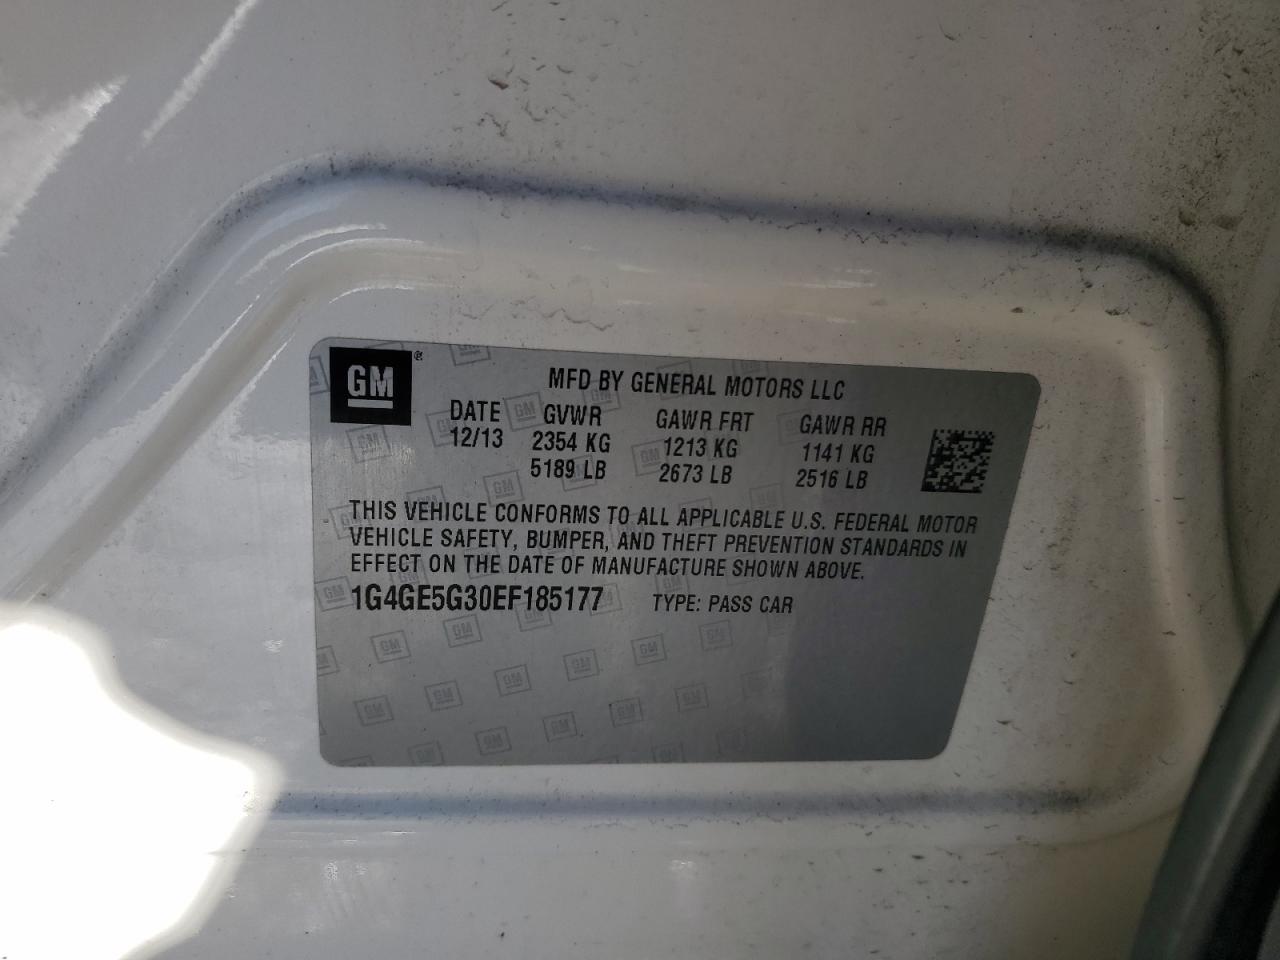 GM®
MFD BY GENERAL MOTORS LLC
DATE GVWR GAWR FRT GAWR RR
12/13 2354 KG 1213 KG 1141 KG
5189 LB 2673 LB 2516 LB
THIS VEHICLE CONFORMS TO ALL APPLICABLE U.S. FEDERAL MOTOR
VEHICLE SAFETY, BUMPER, AND THEFT PREVENTION STANDARDS IN
EFFECT ON THE DATE OF MANUFACTURE SHOWN ABOVE.
1G4GE5G30EF185177 TYPE: PASS CAR